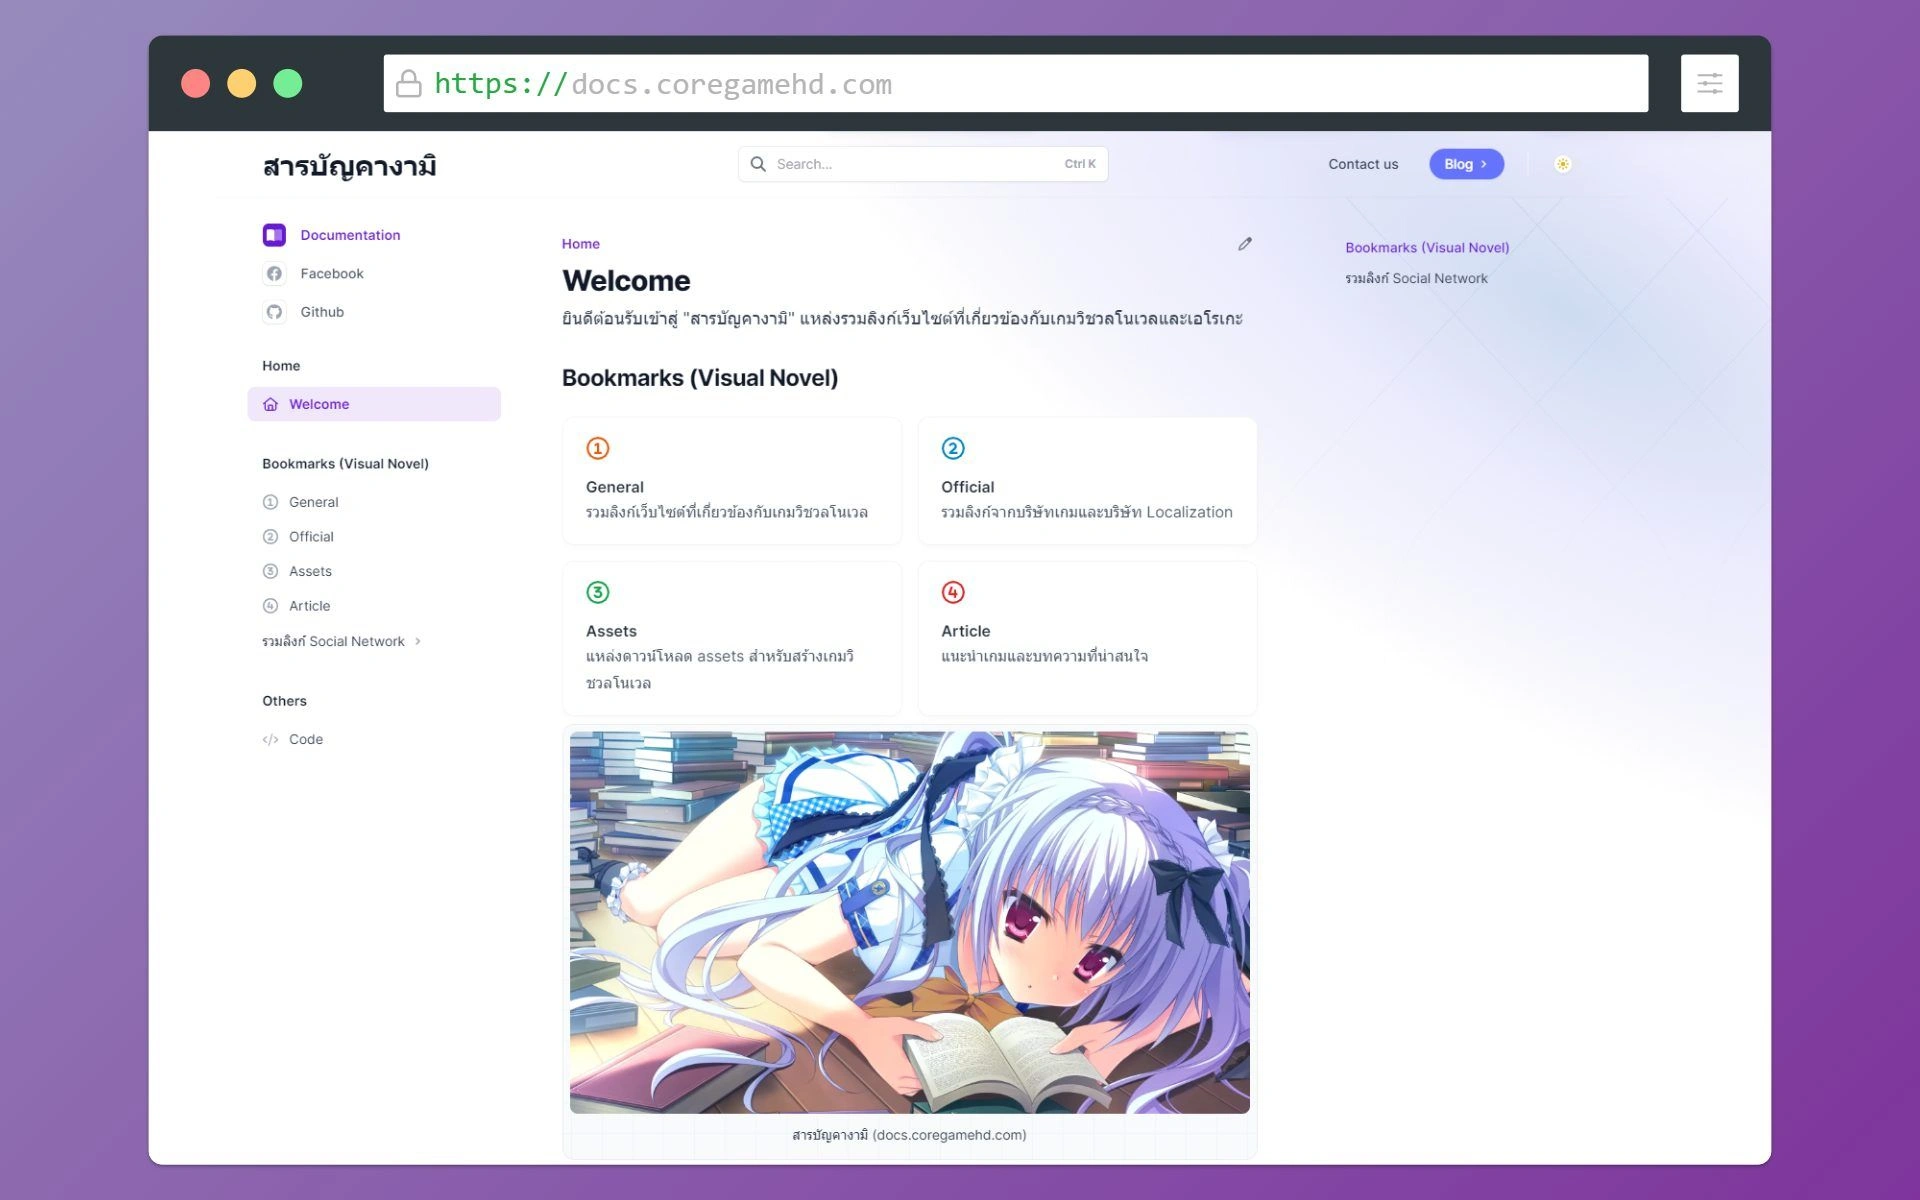 https://docs.coregamehd.com
สารบัญคางามิ
Search...
Ctrl K
Contact us
Blog
Documentation
Facebook
Github
Home
Welcome
Bookmarks (Visual Novel)
General
Official
Assets
Article
รวมลิงก์ Social Network
Others
Code
Home
Welcome
ยินดีต้อนรับเข้าสู่ "สารบัญคางามิ" แหล่งรวมลิงก์เว็บไซต์ที่เกี่ยวข้องกับเกมวิชวลโนเวลและเอโรเกะ
Bookmarks (Visual Novel)
1
General
รวมลิงก์เว็บไซต์ที่เกี่ยวข้องกับเกมวิชวลโนเวล
2
Official
รวมลิงก์จากบริษัทเกมและบริษัท Localization
3
Assets
แหล่งดาวน์โหลด assets สำหรับสร้างเกมวิ
ชวลโนเวล
4
Article
แนะนำเกมและบทความที่น่าสนใจ
สารบัญคางามิ (docs.coregamehd.com)
Bookmarks (Visual Novel)
รวมลิงก์ Social Network